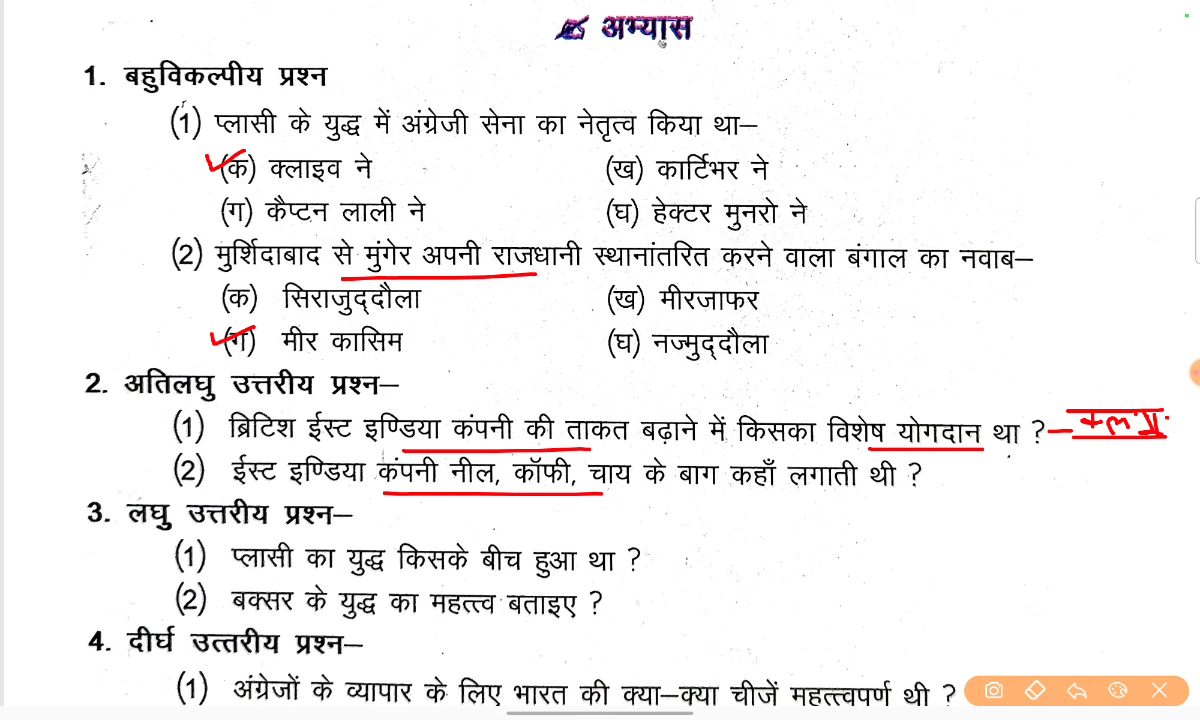 अभ्यास
1. बहुविकल्पीय प्रश्न
(1) प्लासी के युद्ध में अंग्रेजी सेना का नेतृत्व किया था–
(क) क्लाइव ने (ख) कार्टिभर ने
(ग) कैप्टन लाली ने (घ) हेक्टर मुनरो ने
(2) मुर्शिदाबाद से मुंगेर अपनी राजधानी स्थानांतरित करने वाला बंगाल का नवाब–
(क) सिराजुद्दौला (ख) मीरजाफर
(ग) मीर कासिम (घ) नज्मुद्दौला
2. अतिलघु उत्तरीय प्रश्न–
(1) ब्रिटिश ईस्ट इण्डिया कंपनी की ताकत बढ़ाने में किसका विशेष योगदान था ?
(2) ईस्ट इण्डिया कंपनी नील, कॉफी, चाय के बाग कहाँ लगाती थी ?
3. लघु उत्तरीय प्रश्न–
(1) प्लासी का युद्ध किसके बीच हुआ था ?
(2) बक्सर के युद्ध का महत्त्व बताइए ?
4. दीर्घ उत्तरीय प्रश्न–
(1) अंग्रेजों के व्यापार के लिए भारत की क्या–क्या चीजें महत्त्वपर्ण थी ?